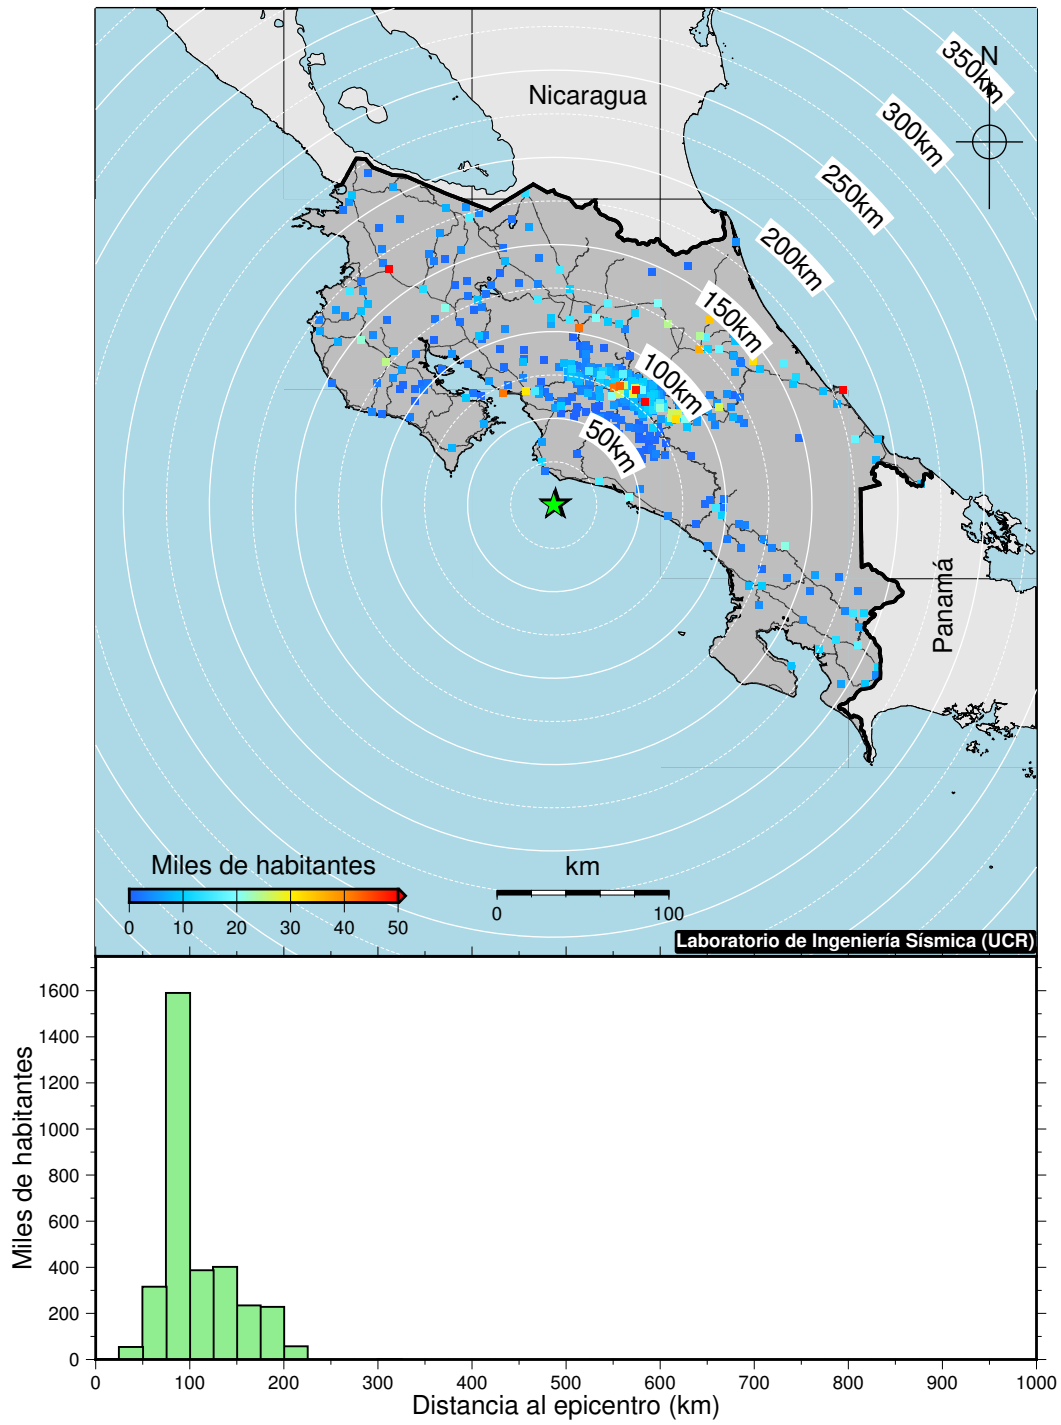 350km
N
Nicaragua
300km
250km
200km
150km
100km
50km
Panamá
Miles de habitantes
0 10 20 30 40 50
km
0 100
Laboratorio de Ingeniería Sísmica (UCR)
Miles de habitantes
1600
1400
1200
1000
800
600
400
200
0
0 100 200 300 400 500 600 700 800 900 1000
Distancia al epicentro (km)